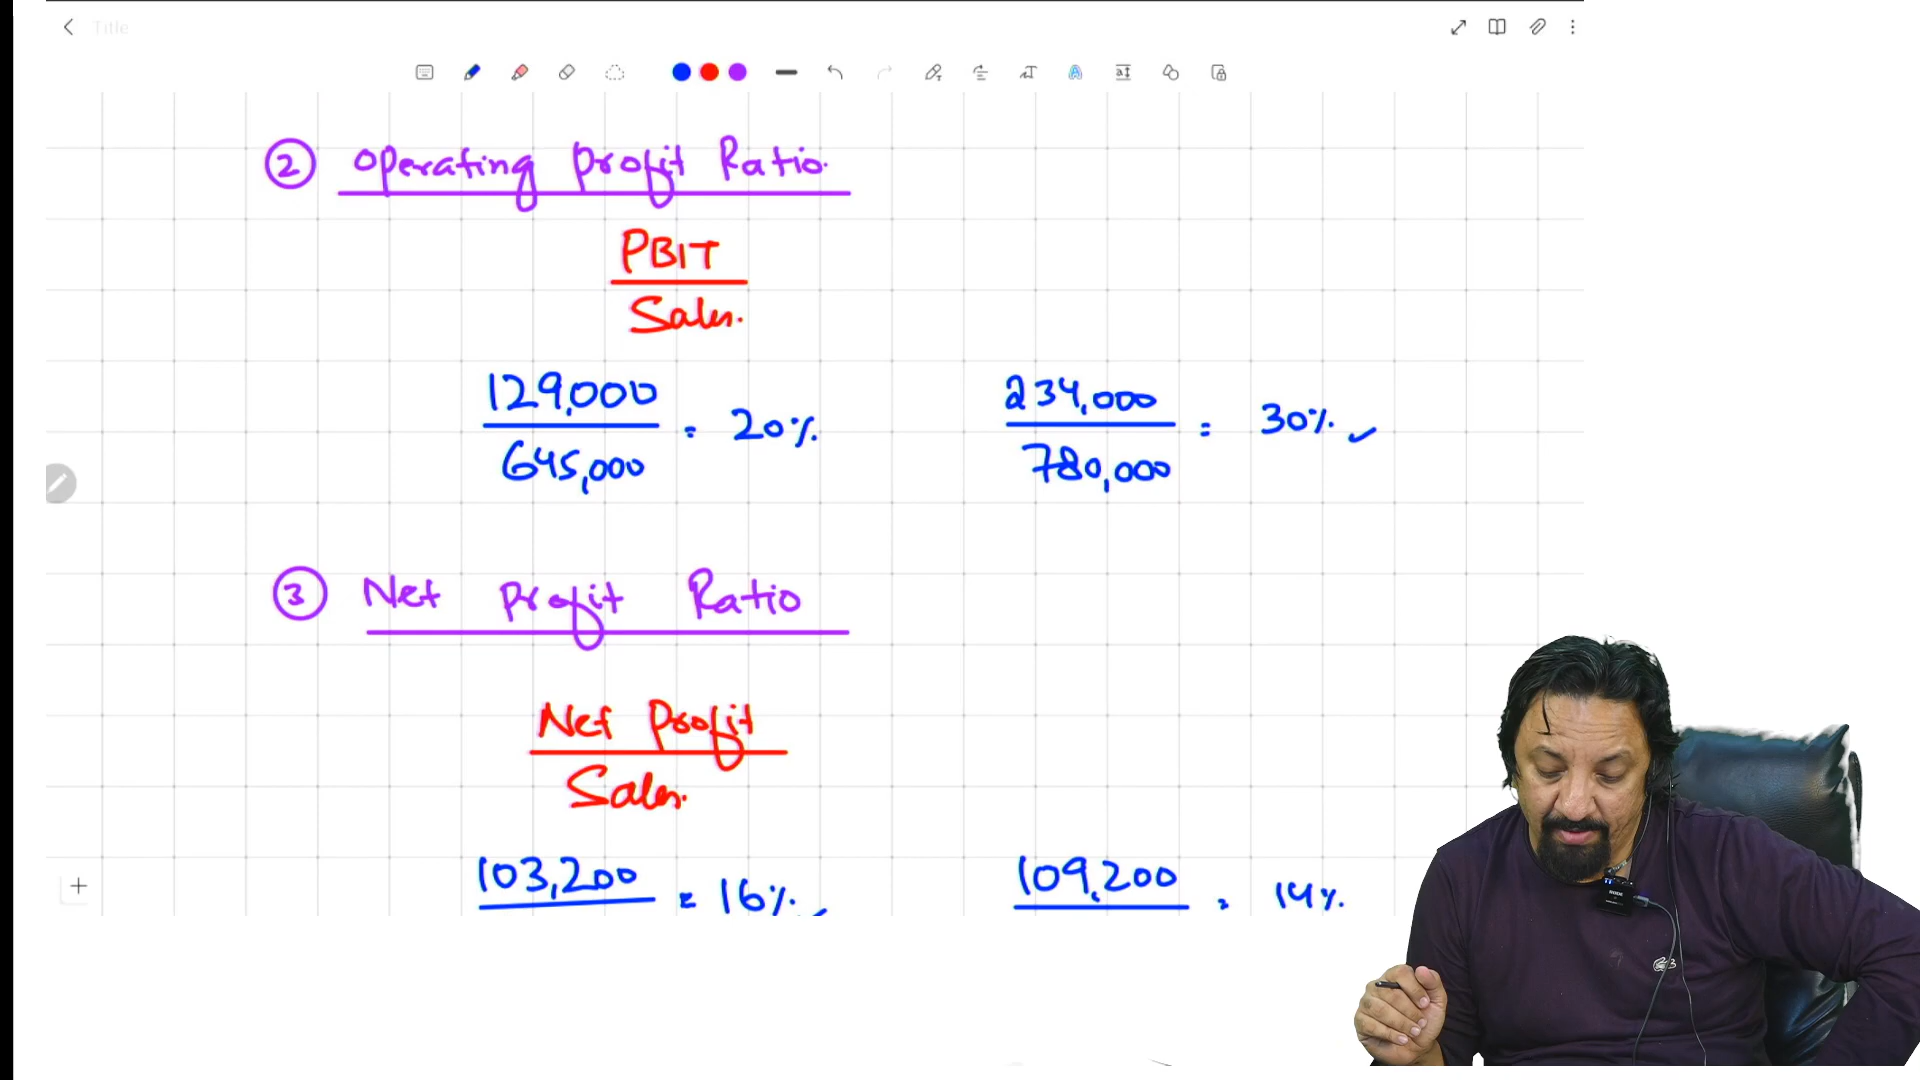 Title
② Operating Profit Ratio.
PBIT
Sales.
129,000
645,000
= 20%
234,000
780,000
= 30% ✓
③ Net Profit Ratio
Net Profit
Sales.
103,200
= 16%
109,200
= 14%